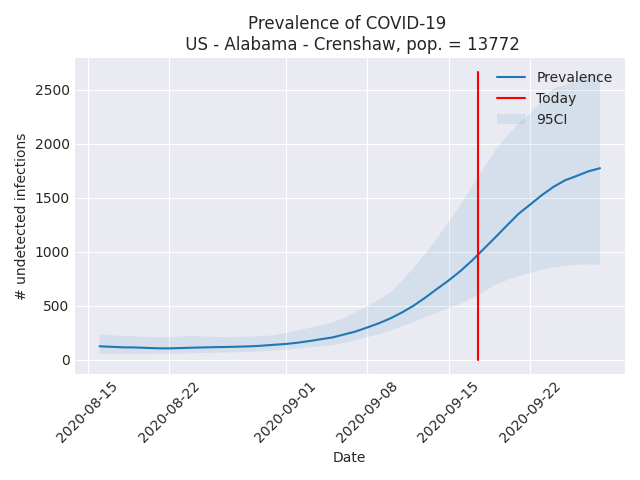 Prevalence of COVID-19
US - Alabama - Crenshaw, pop. = 13772
Prevalence
Today
95CI
# undetected infections
2500
2000
1500
1000
500
0
2020-08-15
2020-08-22
2020-09-01
2020-09-08
2020-09-15
2020-09-22
Date